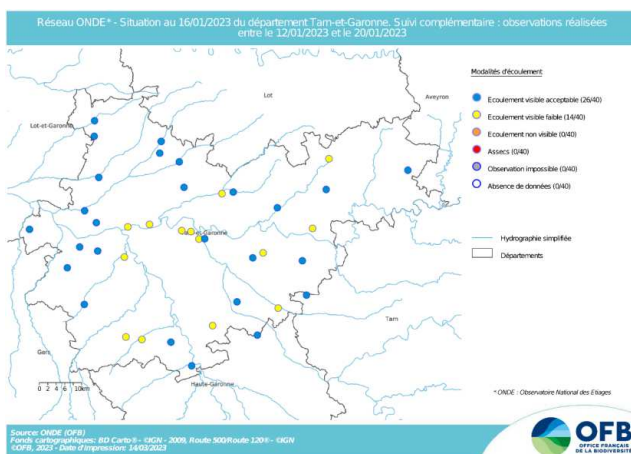 Réseau ONDE* - Situation au 16/01/2023 du département Tarn-et-Garonne. Suivi complémentaire : observations réalisées
entre le 12/01/2023 et le 20/01/2023
Lot
Aveyron
Lot-et-Garonne
Tarn
Gers
Haute-Garonne
0 2 4 6 8 10km
Modalités d'écoulement
Ecoulement visible acceptable (26/40)
Ecoulement visible faible (14/40)
Ecoulement non visible (0/40)
Assecs (0/40)
Observation impossible (0/40)
Absence de données (0/40)
Hydrographie simplifiée
Départements
* ONDE : Observatoire National des Etiages
Source: ONDE (OFB)
Fonds cartographiques: BD Carto® - ©IGN - 2009, Route 500/Route 120® - ©IGN
©OFB, 2023 - Date d'impression: 14/03/2023
OFB
OFFICE FRANÇAIS
DE LA BIODIVERSITÉ